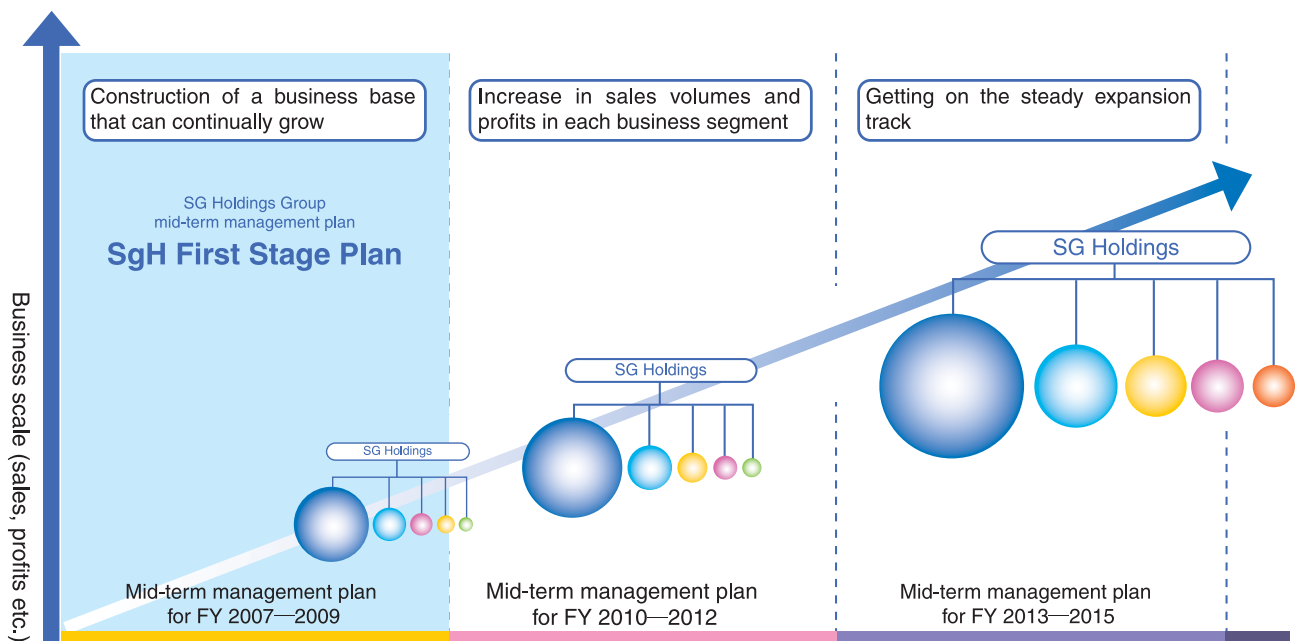 Construction of a business base
that can continually grow
Increase in sales volumes and
profits in each business segment
Getting on the steady expansion
track
SG Holdings Group
mid-term management plan
SgH First Stage Plan
SG Holdings
SG Holdings
SG Holdings
Business scale (sales, profits etc.)
Mid-term management plan
for FY 2007—2009
Mid-term management plan
for FY 2010—2012
Mid-term management plan
for FY 2013—2015